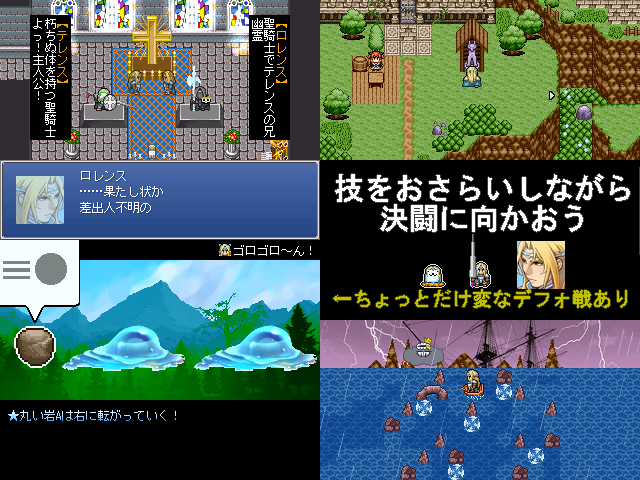 【ロレンス】
聖騎士でテレンスの兄
幽霊
【テレンス】
朽ちぬ体を持つ聖騎士
よっ！主人公！
ロレンス
……果たし状か
差出人不明の
技をおさらいしながら
決闘に向かおう
←ちょっとだけ変なデフォ戦あり
ゴロゴロ～ん！
★丸い岩AIは右に転がっていく！